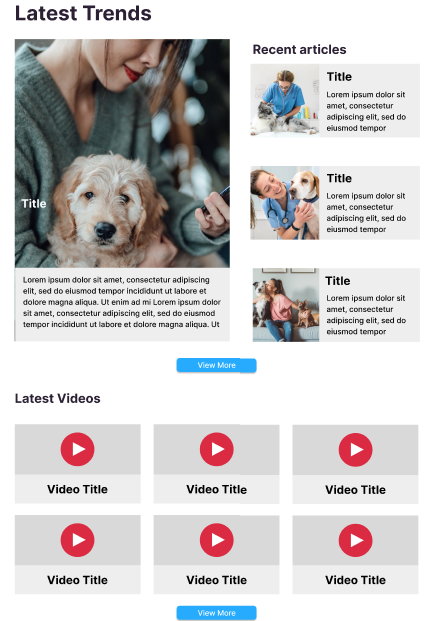 Latest Trends
Title
Lorem ipsum dolor sit amet, consectetur adipiscing
elit, sed do eiusmod tempor incididunt ut labore et
dolore magna aliqua. Ut enim ad mi Lorem ipsum dolor
sit amet, consectetur adipiscing elit, sed do eiusmod
tempor incididunt ut labore et dolore magna aliqua. Ut
Recent articles
Title
Lorem ipsum dolor sit
amet, consectetur
adipiscing elit, sed do
eiusmod tempor
Title
Lorem ipsum dolor sit
amet, consectetur
adipiscing elit, sed do
eiusmod tempor
Title
Lorem ipsum dolor sit
amet, consectetur
adipiscing elit, sed do
eiusmod tempor
View More
Latest Videos
Video Title
Video Title
Video Title
Video Title
Video Title
Video Title
View More